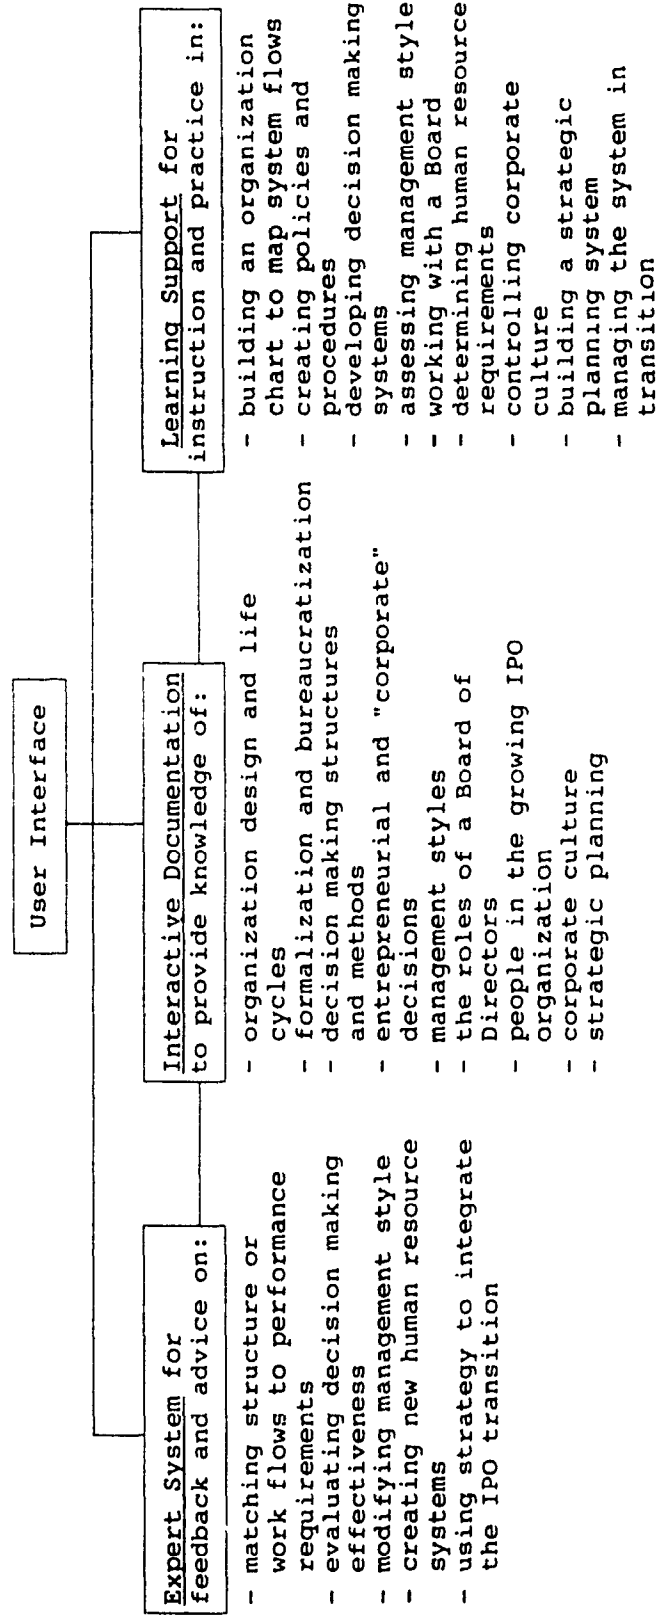 User Interface
Expert System for
feedback and advice on:
- matching structure or
work flows to performance
requirements
- evaluating decision making
effectiveness
- modifying management style
- creating new human resource
systems
- using strategy to integrate
the IPO transition
Interactive Documentation
to provide knowledge of:
- organization design and life
cycles
- formalization and bureaucratization
- decision making structures
and methods
- entrepreneurial and "corporate"
decisions
- management styles
- the roles of a Board of
Directors
- people in the growing IPO
organization
- corporate culture
- strategic planning
Learning Support for
instruction and practice in:
- building an organization
chart to map system flows
- creating policies and
procedures
- developing decision making
systems
- assessing management style
- working with a Board
- determining human resource
requirements
- controlling corporate
culture
- building a strategic
planning system
- managing the system in
transition